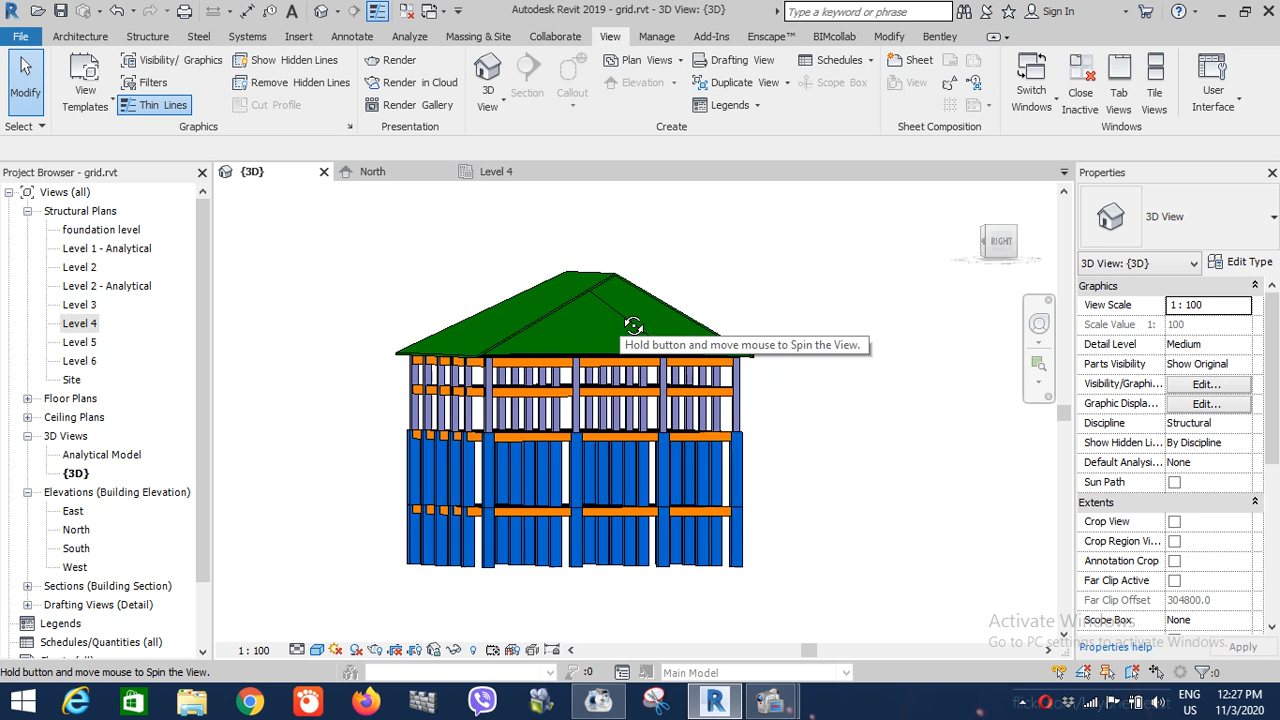 Autodesk Revit 2019 - grid.rvt - 3D View: {3D}
Type a keyword or phrase
Sign In
File Architecture Structure Steel Systems Insert Annotate Analyze Massing & Site Collaborate View Manage Add-Ins Enscape™ BIMcollab Modify Bentley
Modify
Select
View Templates
Visibility/ Graphics
Filters
Thin Lines
Show Hidden Lines
Remove Hidden Lines
Cut Profile
Graphics
Render
Render in Cloud
Render Gallery
Presentation
3D View
Section
Callout
Plan Views
Elevation
Drafting View
Duplicate View
Legends
Schedules
Scope Box
Create
Sheet
View
Sheet Composition
Switch Windows
Close Inactive
Tab Views
Tile Views
Windows
User Interface
Project Browser - grid.rvt
Views (all)
Structural Plans
foundation level
Level 1 - Analytical
Level 2
Level 2 - Analytical
Level 3
Level 4
Level 5
Level 6
Site
Floor Plans
Ceiling Plans
3D Views
Analytical Model
{3D}
Elevations (Building Elevation)
East
North
South
West
Sections (Building Section)
Drafting Views (Detail)
Legends
Schedules/Quantities (all)
{3D}
North
Level 4
RIGHT
Hold button and move mouse to Spin the View.
Properties
3D View
3D View: {3D}
Edit Type
Graphics
View Scale 1 : 100
Scale Value 1: 100
Detail Level Medium
Parts Visibility Show Original
Visibility/Graphi... Edit...
Graphic Displa... Edit...
Discipline Structural
Show Hidden Li... By Discipline
Default Analysi... None
Sun Path
Extents
Crop View
Crop Region Vi...
Annotation Crop
Far Clip Active
Far Clip Offset 304800.0
Scope Box None
Properties help
Apply
Activate Windows
Go to PC settings to activate Windows.
1 : 100
Hold button and move mouse to Spin the View.
:0
Main Model
:0
ENG
US
12:27 PM
11/3/2020